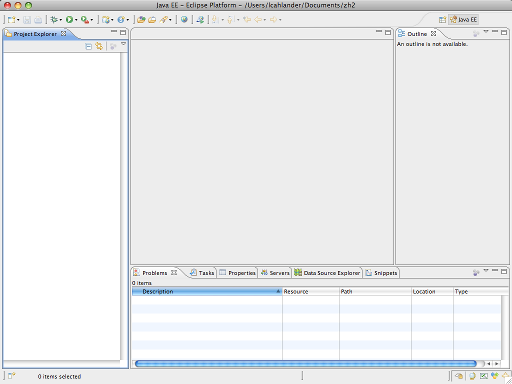 Java EE – Eclipse Platform – /Users/kahlander/Documents/zh2
Java EE
Project Explorer
Outline
An outline is not available.
Problems
Tasks
Properties
Servers
Data Source Explorer
Snippets
0 items
Description
Resource
Path
Location
Type
0 items selected